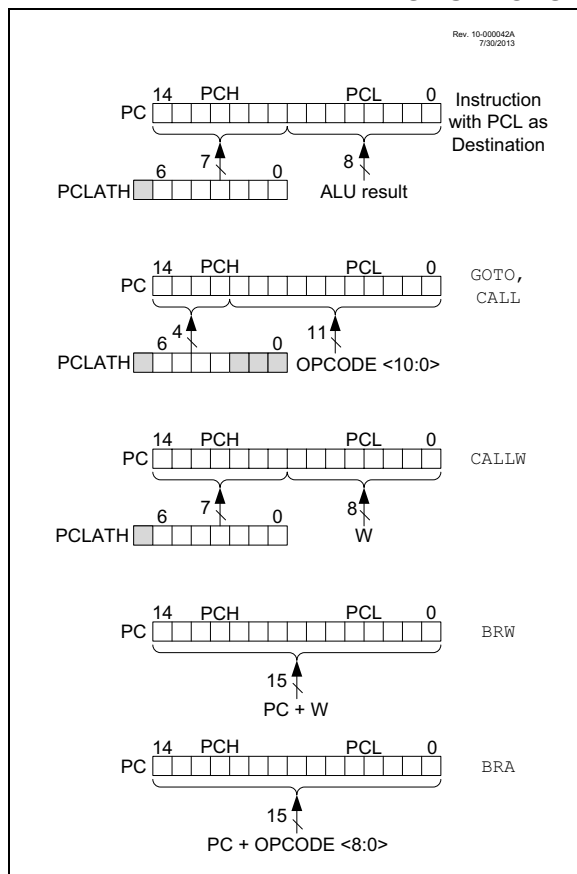 Rev. 10-000042A
7/30/2013
14 PCH PCL 0
PC
Instruction
with PCL as
Destination
7 8
6 0
PCLATH
ALU result
14 PCH PCL 0
PC
GOTO,
CALL
4 11
6 0
PCLATH
OPCODE <10:0>
14 PCH PCL 0
PC
CALLW
7 8
6 0
PCLATH
W
14 PCH PCL 0
PC
BRW
15
PC + W
14 PCH PCL 0
PC
BRA
15
PC + OPCODE <8:0>